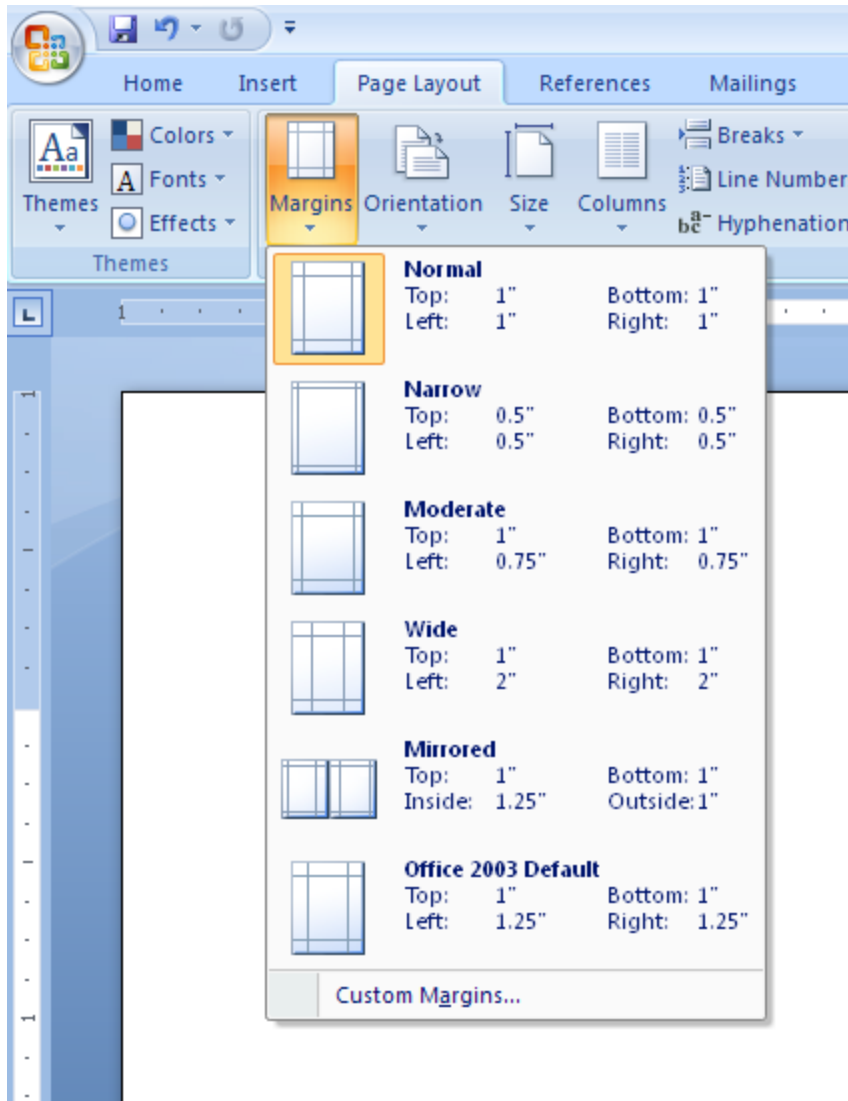 Home Insert Page Layout References Mailings
Aa Colors Breaks
A Fonts Line Number
Themes Margins Orientation Size Columns
Effects Hyphenation
Themes
Normal
Top: 1" Bottom: 1"
Left: 1" Right: 1"
Narrow
Top: 0.5" Bottom: 0.5"
Left: 0.5" Right: 0.5"
Moderate
Top: 1" Bottom: 1"
Left: 0.75" Right: 0.75"
Wide
Top: 1" Bottom: 1"
Left: 2" Right: 2"
Mirrored
Top: 1" Bottom: 1"
Inside: 1.25" Outside: 1"
Office 2003 Default
Top: 1" Bottom: 1"
Left: 1.25" Right: 1.25"
Custom Margins...
1
1
1